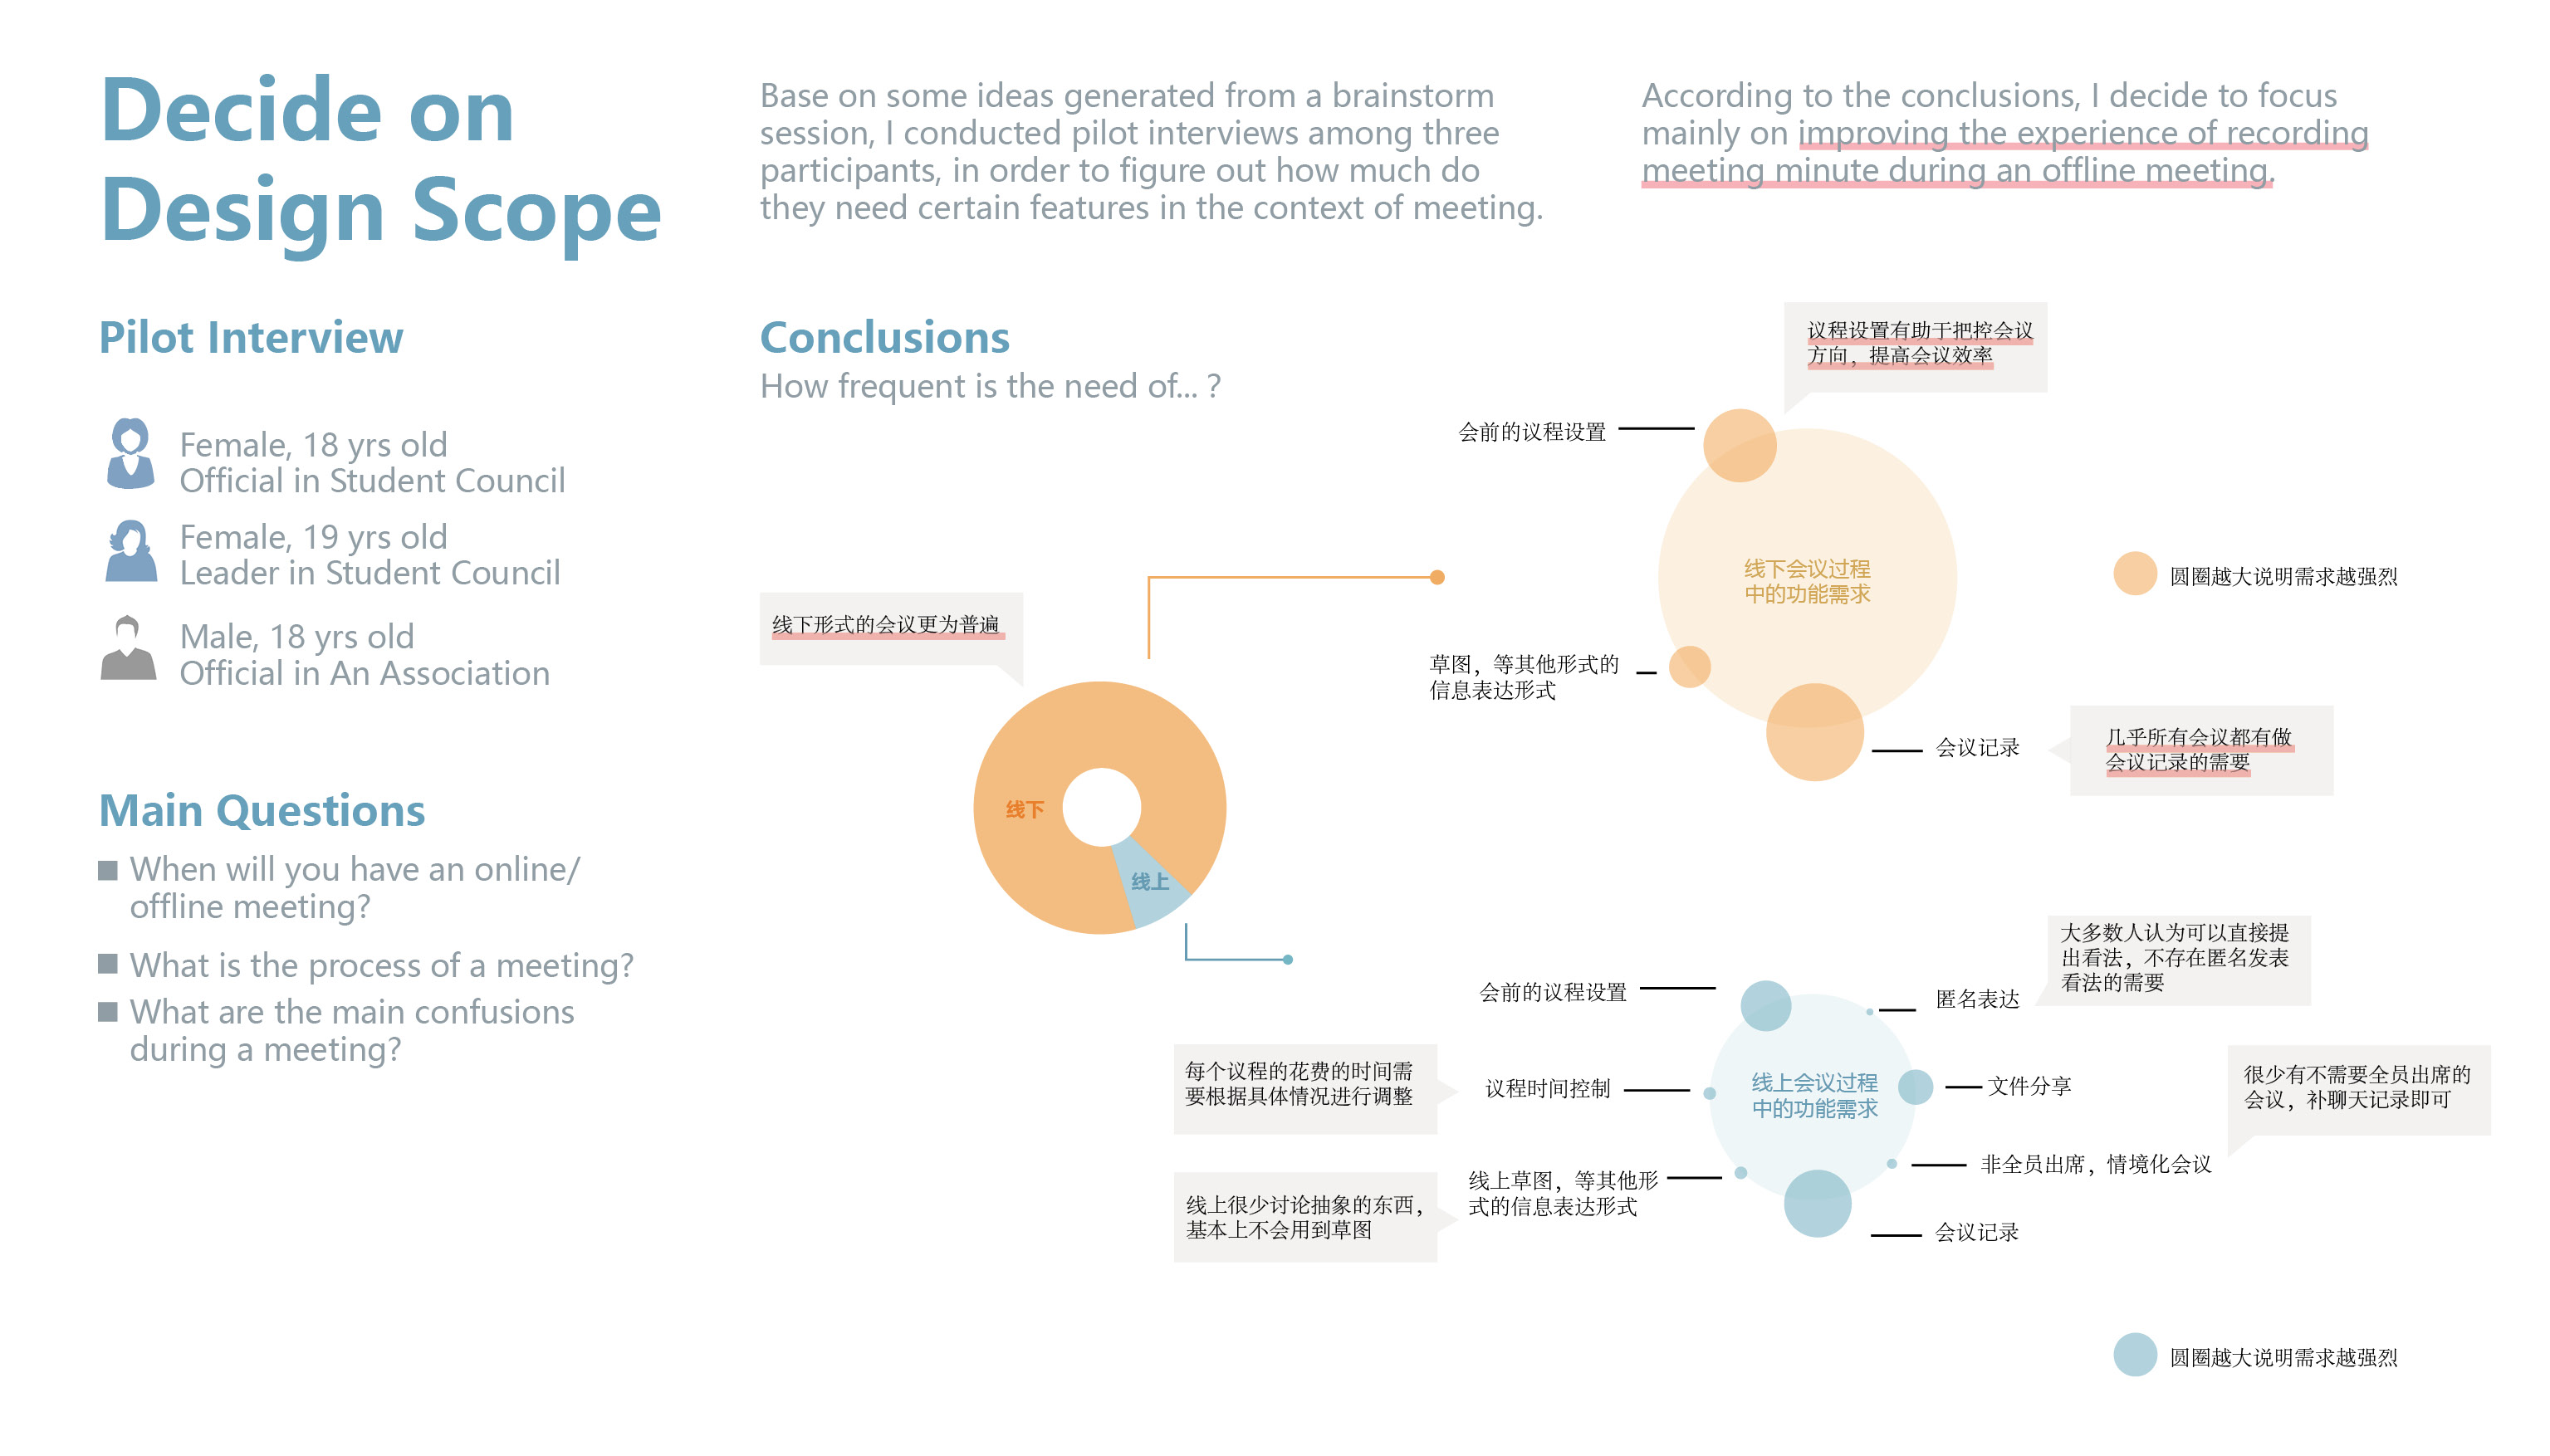 Decide on
Design Scope
Base on some ideas generated from a brainstorm
session, I conducted pilot interviews among three
participants, in order to figure out how much do
they need certain features in the context of meeting.
According to the conclusions, I decide to focus
mainly on improving the experience of recording
meeting minute during an offline meeting.
Pilot Interview
Female, 18 yrs old
Official in Student Council
Female, 19 yrs old
Leader in Student Council
Male, 18 yrs old
Official in An Association
Main Questions
When will you have an online/
offline meeting?
What is the process of a meeting?
What are the main confusions
during a meeting?
Conclusions
How frequent is the need of... ?
线下形式的会议更为普遍
线下
线上
议程设置有助于把控会议
方向，提高会议效率
会前的议程设置
线下会议过程
中的功能需求
草图，等其他形式的
信息表达形式
会议记录
几乎所有会议都有做
会议记录的需要
圆圈越大说明需求越强烈
大多数人认为可以直接提
出看法，不存在匿名发表
看法的需要
会前的议程设置
匿名表达
每个议程的花费的时间需
要根据具体情况进行调整
议程时间控制
线上会议过程
中的功能需求
文件分享
很少有不需要全员出席的
会议，补聊天记录即可
非全员出席，情境化会议
线上很少讨论抽象的东西，
基本上不会用到草图
线上草图，等其他形
式的信息表达形式
会议记录
圆圈越大说明需求越强烈